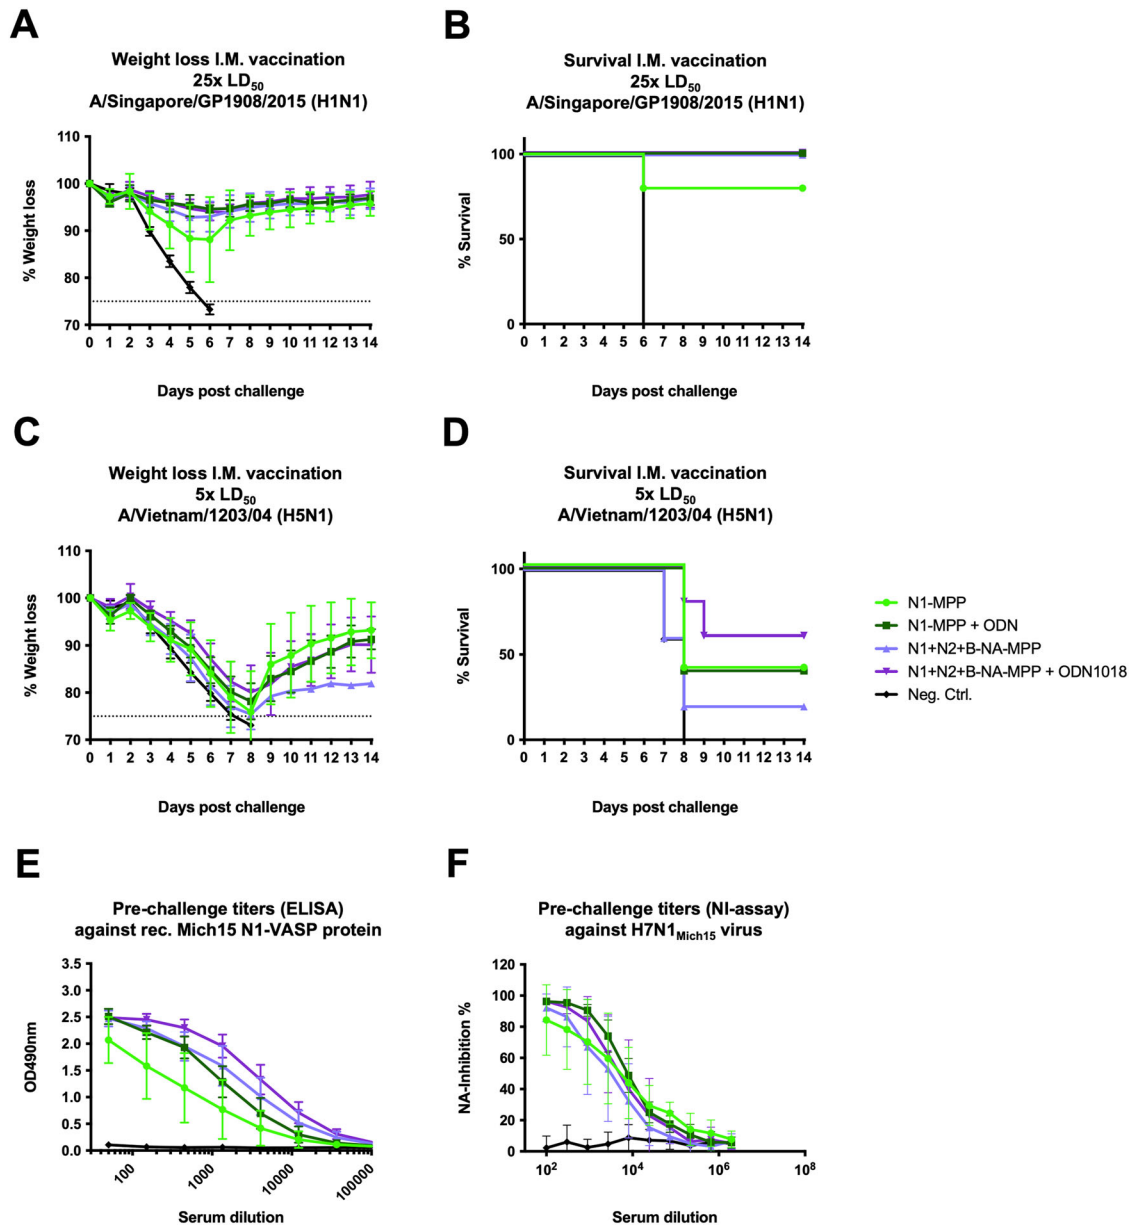 A
Weight loss I.M. vaccination
25x LD50
A/Singapore/GP1908/2015 (H1N1)
110
100
90
80
70
% Weight loss
0 1 2 3 4 5 6 7 8 9 10 11 12 13 14
Days post challenge
B
Survival I.M. vaccination
25x LD50
A/Singapore/GP1908/2015 (H1N1)
100
50
0
% Survival
0 1 2 3 4 5 6 7 8 9 10 11 12 13 14
Days post challenge
C
Weight loss I.M. vaccination
5x LD50
A/Vietnam/1203/04 (H5N1)
110
100
90
80
70
% Weight loss
0 1 2 3 4 5 6 7 8 9 10 11 12 13 14
Days post challenge
D
Survival I.M. vaccination
5x LD50
A/Vietnam/1203/04 (H5N1)
100
50
0
% Survival
0 1 2 3 4 5 6 7 8 9 10 11 12 13 14
Days post challenge
N1-MPP
N1-MPP + ODN
N1+N2+B-NA-MPP
N1+N2+B-NA-MPP + ODN1018
Neg. Ctrl.
E
Pre-challenge titers (ELISA)
against rec. Mich15 N1-VASP protein
3.5
3.0
2.5
2.0
1.5
1.0
0.5
0.0
OD490nm
100 1000 10000 100000
Serum dilution
F
Pre-challenge titers (NI-assay)
against H7N1Mich15 virus
120
100
80
60
40
20
0
NA-Inhibition %
10^2 10^4 10^6 10^8
Serum dilution